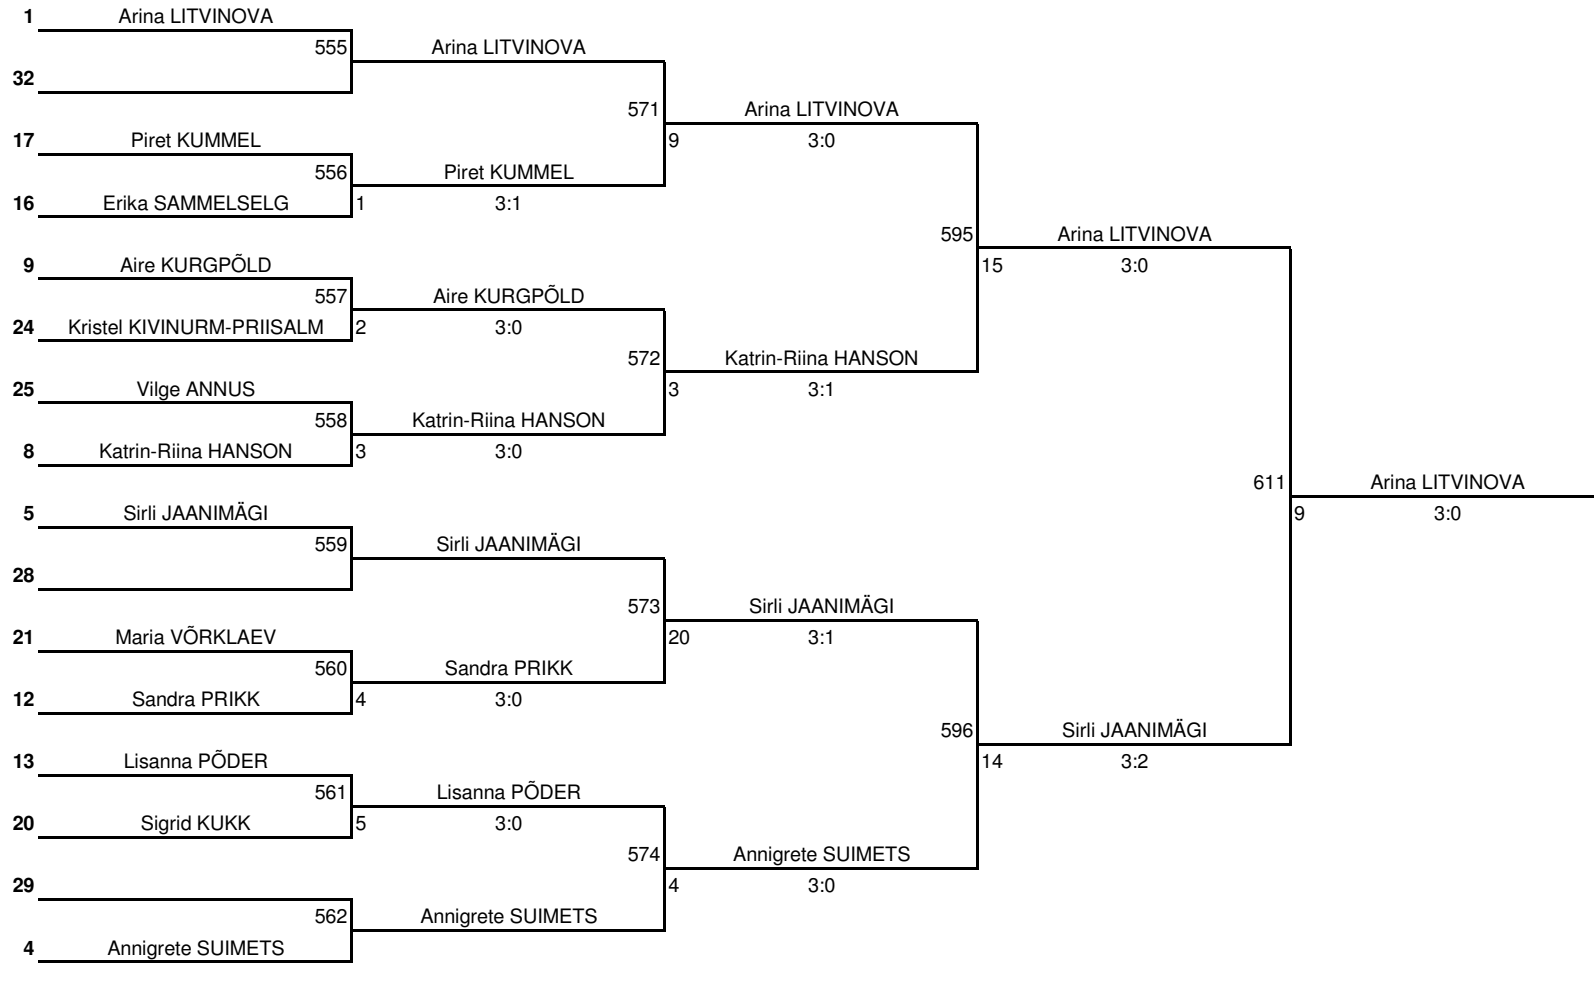 1 Arina LITVINOVA
555 Arina LITVINOVA
32
571 Arina LITVINOVA
17 Piret KUMMEL
9 3:0
556 Piret KUMMEL
16 Erika SAMMELSELG
1 3:1
595 Arina LITVINOVA
9 Aire KURGPÕLD
15 3:0
557 Aire KURGPÕLD
24 Kristel KIVINURM-PRIISALM
2 3:0
572 Katrin-Riina HANSON
25 Vilge ANNUS
3 3:1
558 Katrin-Riina HANSON
8 Katrin-Riina HANSON
3 3:0
611 Arina LITVINOVA
5 Sirli JAANIMÄGI
9 3:0
559 Sirli JAANIMÄGI
28
573 Sirli JAANIMÄGI
21 Maria VÕRKLAEV
20 3:1
560 Sandra PRIKK
12 Sandra PRIKK
4 3:0
596 Sirli JAANIMÄGI
13 Lisanna PÕDER
14 3:2
561 Lisanna PÕDER
20 Sigrid KUKK
5 3:0
574 Annigrete SUIMETS
29
4 3:0
562 Annigrete SUIMETS
4 Annigrete SUIMETS